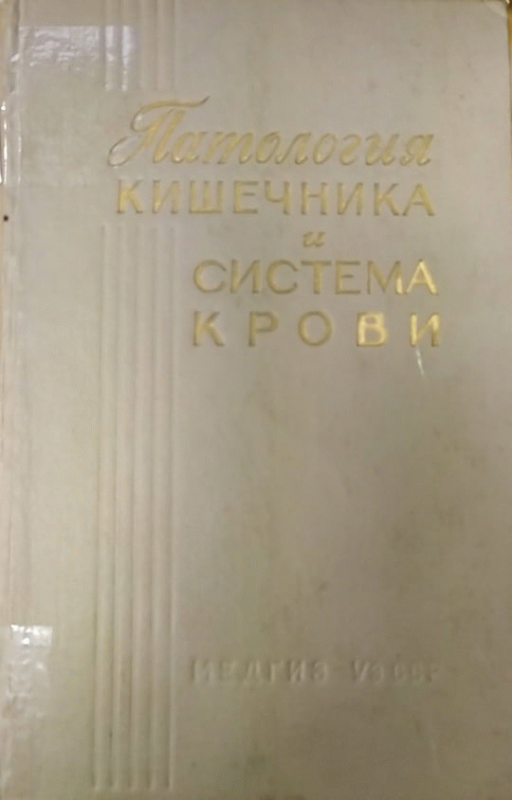 Патология
КИШЕЧНИКА
и
СИСТЕМА
КРОВИ
МЕДГИЗ УзССР